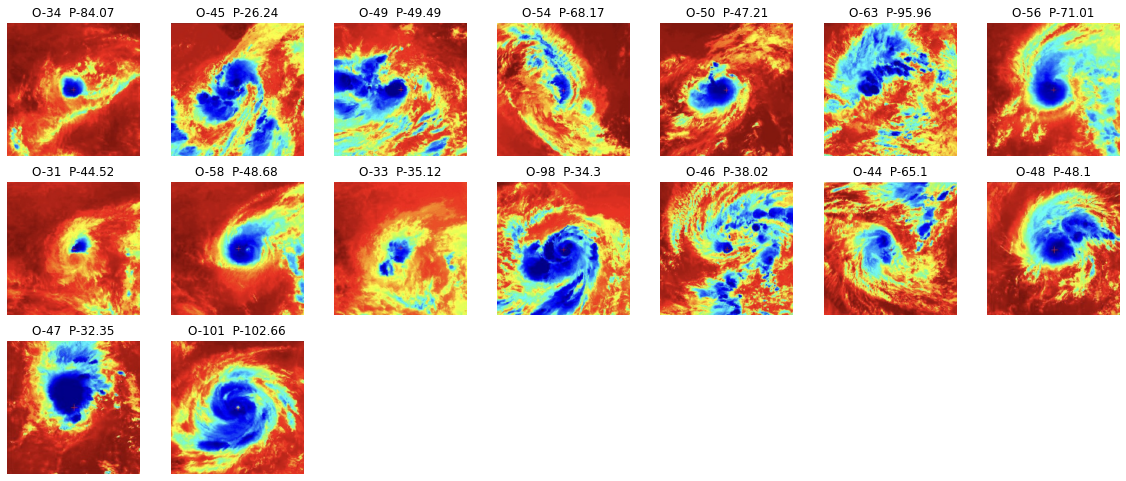 O-34 P-84.07
O-45 P-26.24
O-49 P-49.49
O-54 P-68.17
O-50 P-47.21
O-63 P-95.96
O-56 P-71.01
O-31 P-44.52
O-58 P-48.68
O-33 P-35.12
O-98 P-34.3
O-46 P-38.02
O-44 P-65.1
O-48 P-48.1
O-47 P-32.35
O-101 P-102.66